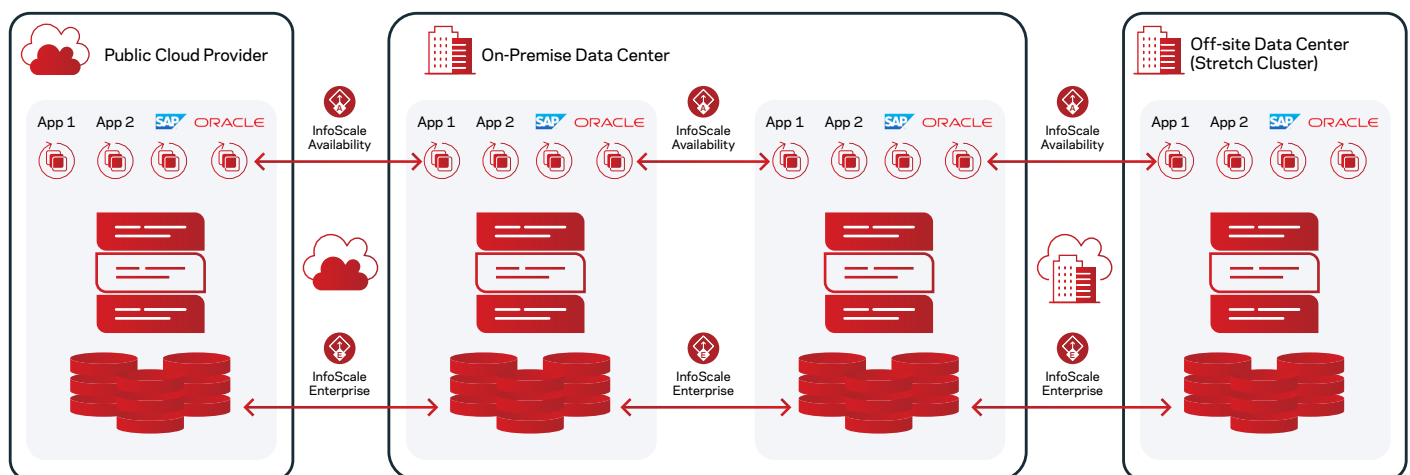 Public Cloud Provider
On-Premise Data Center
Off-site Data Center
(Stretch Cluster)
App 1 App 2 SAP ORACLE
InfoScale
Availability
App 1 App 2 SAP ORACLE
InfoScale
Availability
App 1 App 2 SAP ORACLE
InfoScale
Availability
App 1 App 2 SAP ORACLE
A
A
A
E
InfoScale
Enterprise
E
InfoScale
Enterprise
E
InfoScale
Enterprise